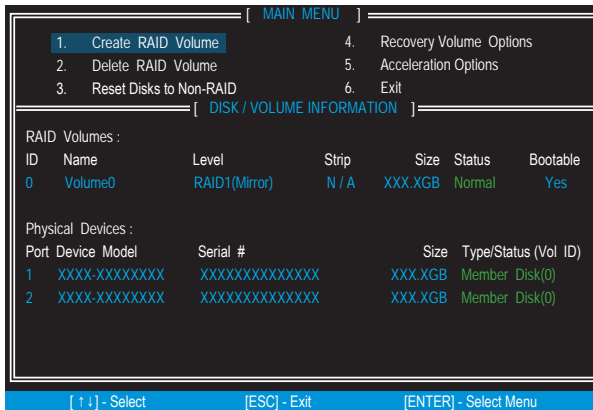 [ MAIN MENU ]
1. Create RAID Volume 4. Recovery Volume Options
2. Delete RAID Volume 5. Acceleration Options
3. Reset Disks to Non-RAID 6. Exit
[ DISK / VOLUME INFORMATION ]
RAID Volumes :
ID Name Level Strip Size Status Bootable
0 Volume0 RAID1(Mirror) N / A XXX.XGB Normal Yes
Physical Devices :
Port Device Model Serial # Size Type/Status (Vol ID)
1 XXXX-XXXXXXXX XXXXXXXXXXXXXX XXX.XGB Member Disk(0)
2 XXXX-XXXXXXXX XXXXXXXXXXXXXX XXX.XGB Member Disk(0)
[ ↑↓] - Select [ESC] - Exit [ENTER] - Select Menu